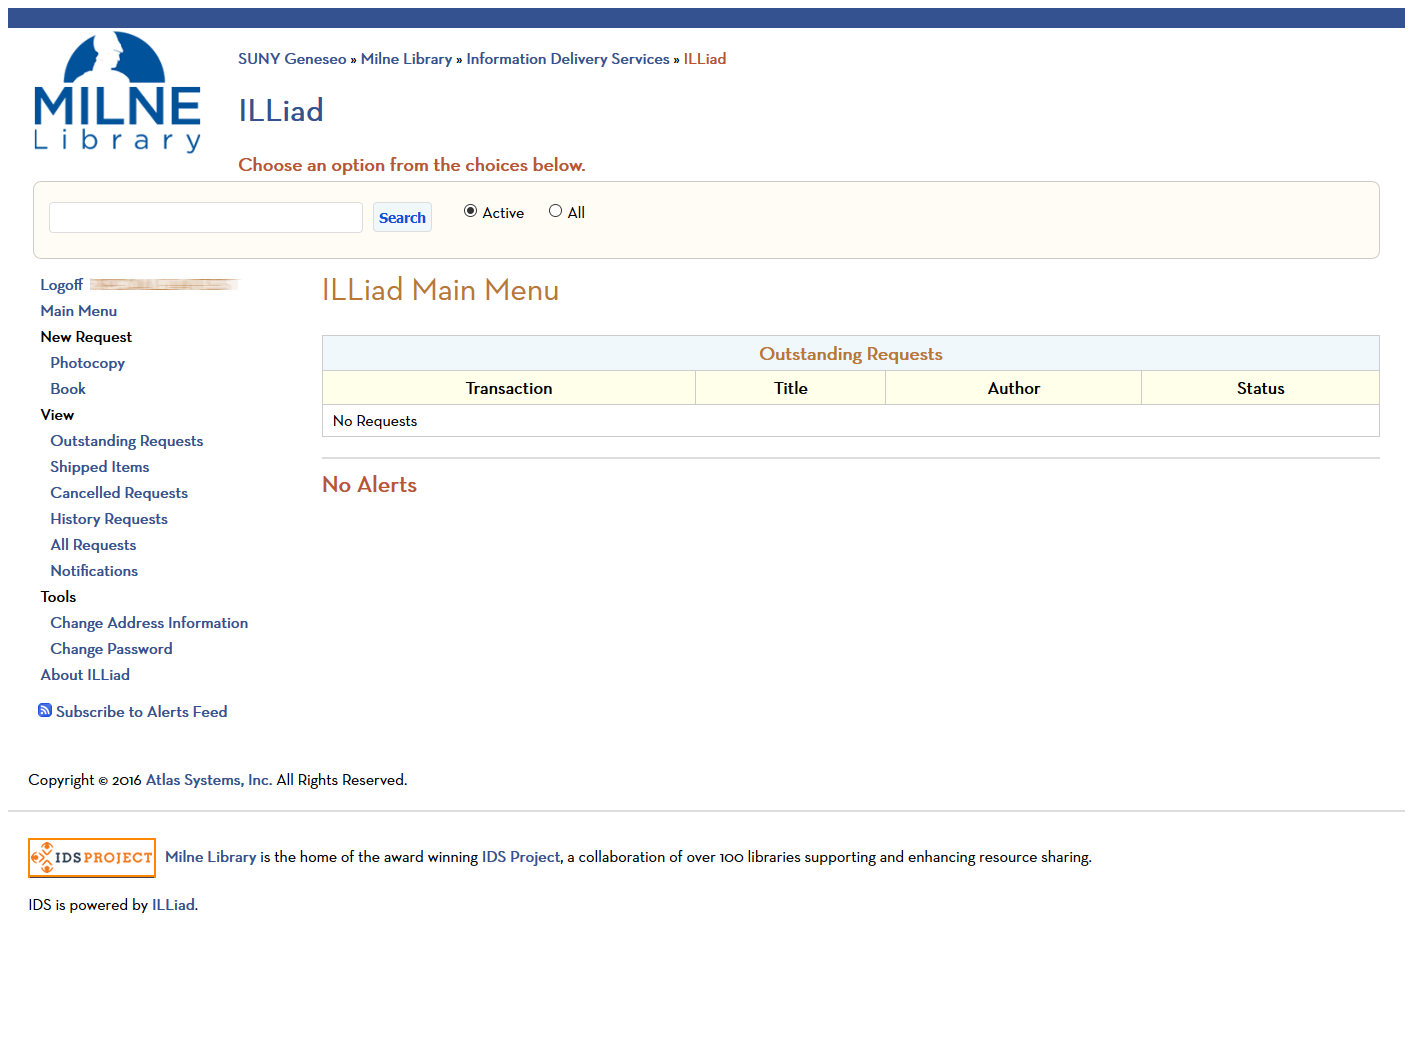 MILNE
Library
SUNY Geneseo » Milne Library » Information Delivery Services » ILLiad
ILLiad
Choose an option from the choices below.
Search Active All
Logoff
Main Menu
New Request
Photocopy
Book
View
Outstanding Requests
Shipped Items
Cancelled Requests
History Requests
All Requests
Notifications
Tools
Change Address Information
Change Password
About ILLiad
Subscribe to Alerts Feed
ILLiad Main Menu
Outstanding Requests
Transaction Title Author Status
No Requests
No Alerts
Copyright © 2016 Atlas Systems, Inc. All Rights Reserved.
IDS PROJECT Milne Library is the home of the award winning IDS Project, a collaboration of over 100 libraries supporting and enhancing resource sharing.
IDS is powered by ILLiad.